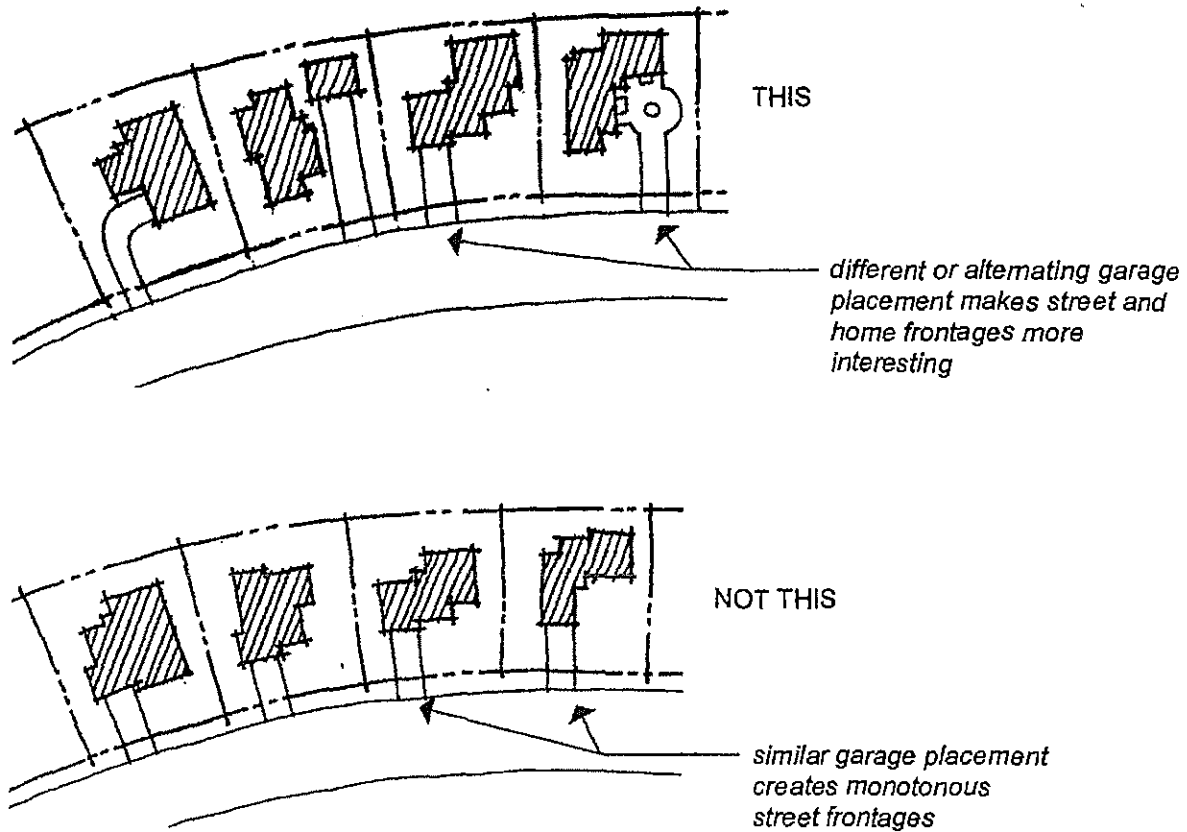 THIS
different or alternating garage
placement makes street and
home frontages more
interesting
NOT THIS
similar garage placement
creates monotonous
street frontages